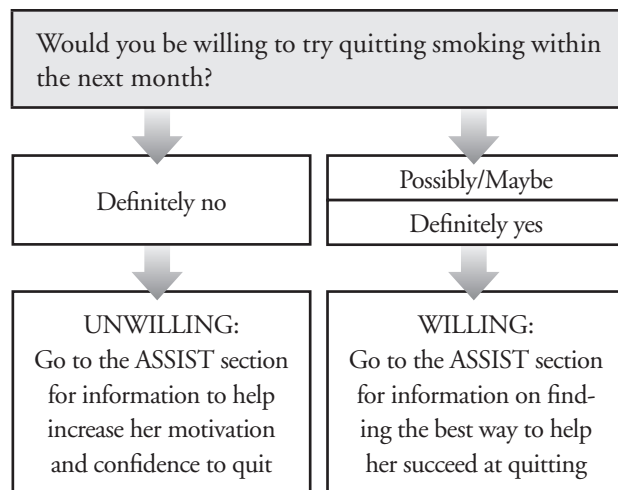 Would you be willing to try quitting smoking within
the next month?
Definitely no
Possibly/Maybe
Definitely yes
UNWILLING:
Go to the ASSIST section
for information to help
increase her motivation
and confidence to quit
WILLING:
Go to the ASSIST section
for information on find-
ing the best way to help
her succeed at quitting